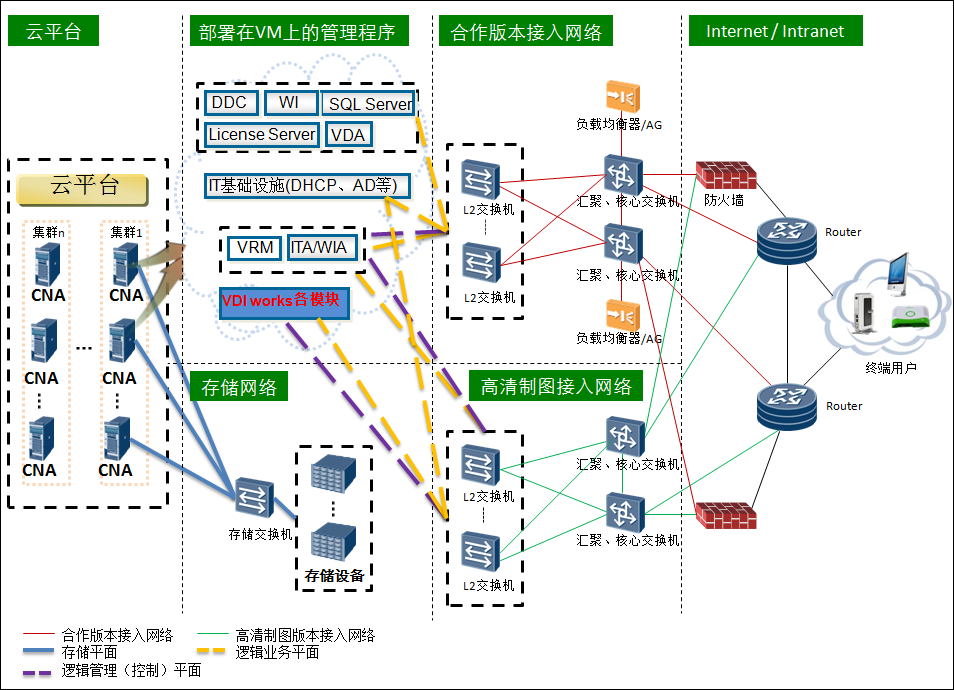 云平台
部署在VM上的管理程序
合作版本接入网络
Internet / Intranet
DDC
WI
SQL Server
License Server
VDA
IT基础设施(DHCP、AD等)
VRM
ITA/WIA
VDI works各模块
云平台
集群n
集群1
CNA
CNA
CNA
...
CNA
CNA
CNA
存储网络
存储交换机
存储设备
负载均衡器/AG
L2交换机
汇聚、核心交换机
汇聚、核心交换机
L2交换机
负载均衡器/AG
防火墙
Router
终端用户
Router
高清制图接入网络
L2交换机
汇聚、核心交换机
汇聚、核心交换机
L2交换机
合作版本接入网络
高清制图版本接入网络
存储平面
逻辑业务平面
逻辑管理（控制）平面